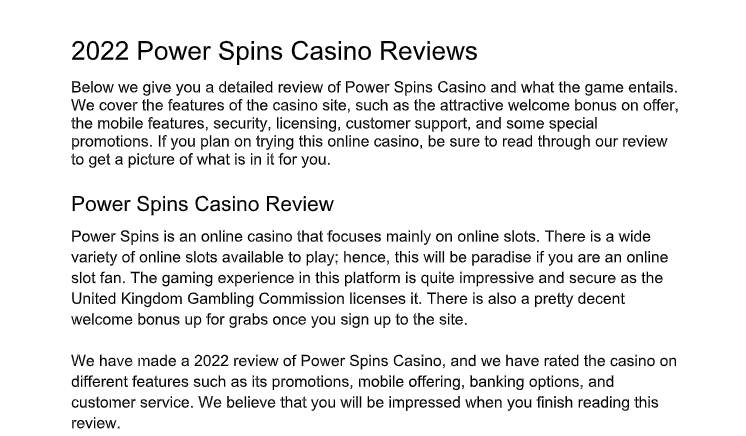 2022 Power Spins Casino Reviews
Below we give you a detailed review of Power Spins Casino and what the game entails.
We cover the features of the casino site, such as the attractive welcome bonus on offer,
the mobile features, security, licensing, customer support, and some special
promotions. If you plan on trying this online casino, be sure to read through our review
to get a picture of what is in it for you.
Power Spins Casino Review
Power Spins is an online casino that focuses mainly on online slots. There is a wide
variety of online slots available to play; hence, this will be paradise if you are an online
slot fan. The gaming experience in this platform is quite impressive and secure as the
United Kingdom Gambling Commission licenses it. There is also a pretty decent
welcome bonus up for grabs once you sign up to the site.
We have made a 2022 review of Power Spins Casino, and we have rated the casino on
different features such as its promotions, mobile offering, banking options, and
customer service. We believe that you will be impressed when you finish reading this
review.